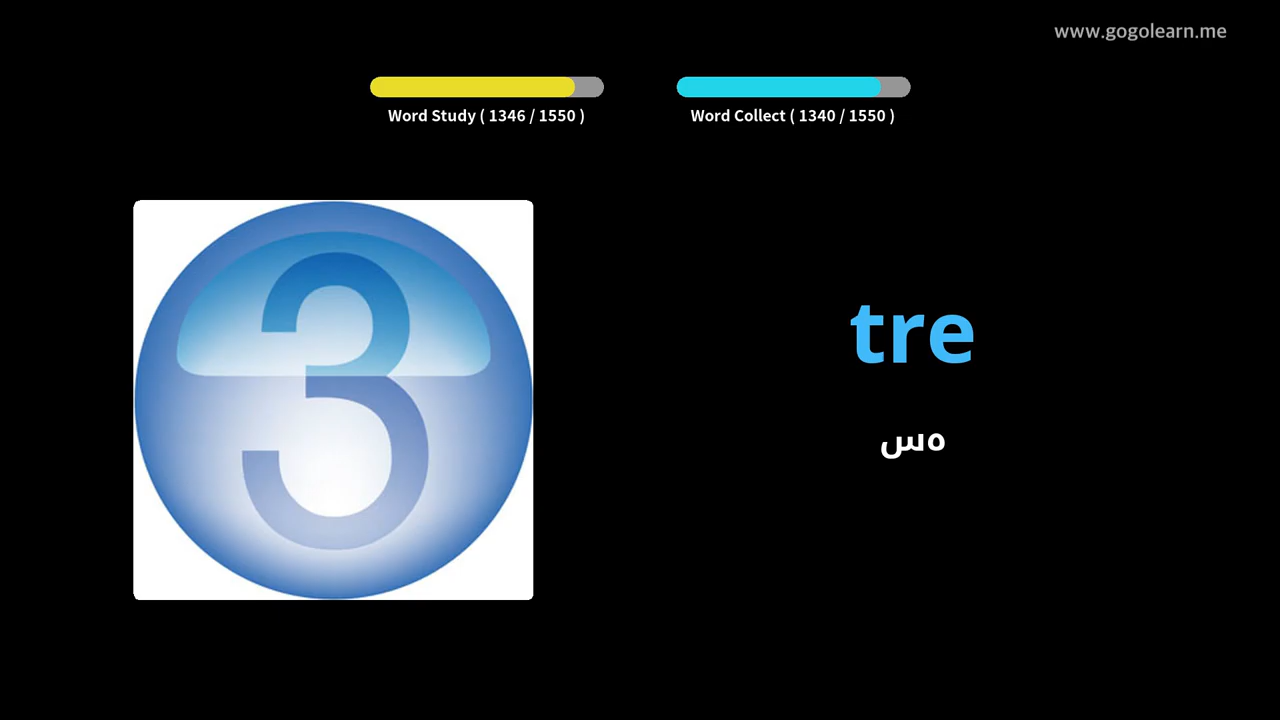 www.gogolearn.me
Word Study ( 1346 / 1550 )
Word Collect ( 1340 / 1550 )
3
tre
هس